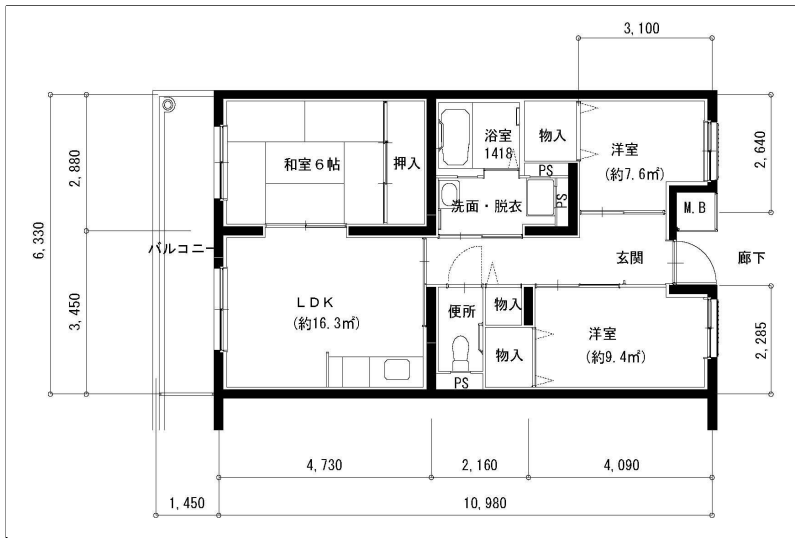 3,100
浴室
1418
物入
洋室
(約7.6㎡)
2,640
2,880
和室6帖
押入
PS
PS
M.B
洗面・脱衣
6,330
バルコニー
玄関
廊下
3,450
LDK
(約16.3㎡)
便所
物入
洋室
(約9.4㎡)
2,285
物入
PS
4,730
2,160
4,090
1,450
10,980